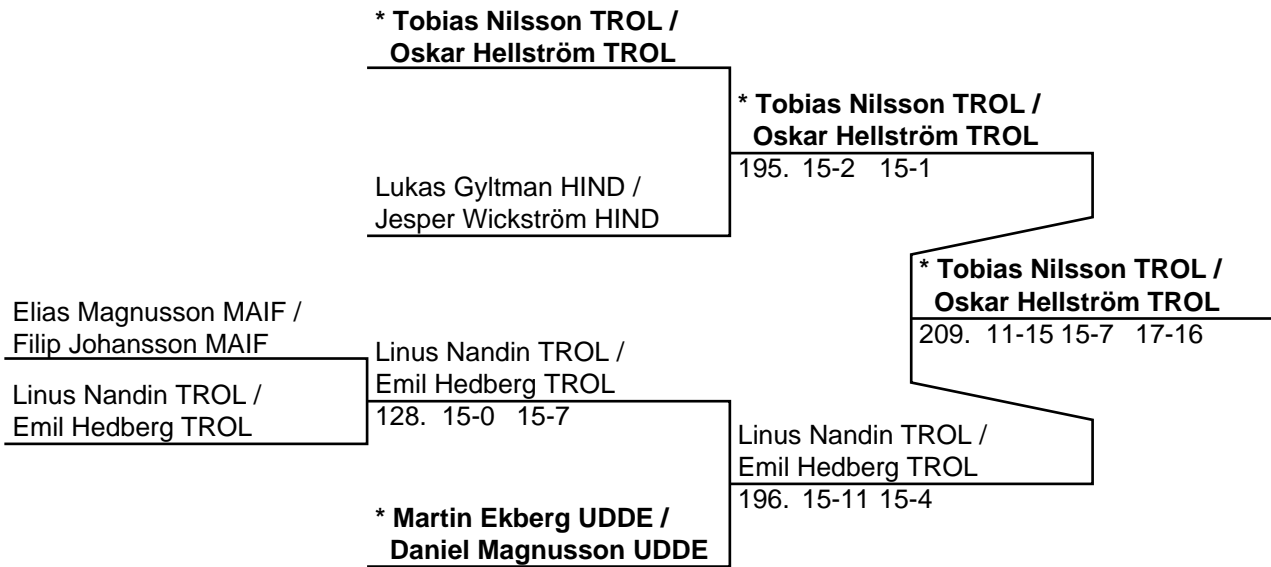 * Tobias Nilsson TROL /
Oskar Hellström TROL
* Tobias Nilsson TROL /
Oskar Hellström TROL
195. 15-2 15-1
Lukas Gyltman HIND /
Jesper Wickström HIND
* Tobias Nilsson TROL /
Oskar Hellström TROL
209. 11-15 15-7 17-16
Elias Magnusson MAIF /
Filip Johansson MAIF
Linus Nandin TROL /
Emil Hedberg TROL
Linus Nandin TROL /
Emil Hedberg TROL
128. 15-0 15-7
Linus Nandin TROL /
Emil Hedberg TROL
196. 15-11 15-4
* Martin Ekberg UDDE /
Daniel Magnusson UDDE